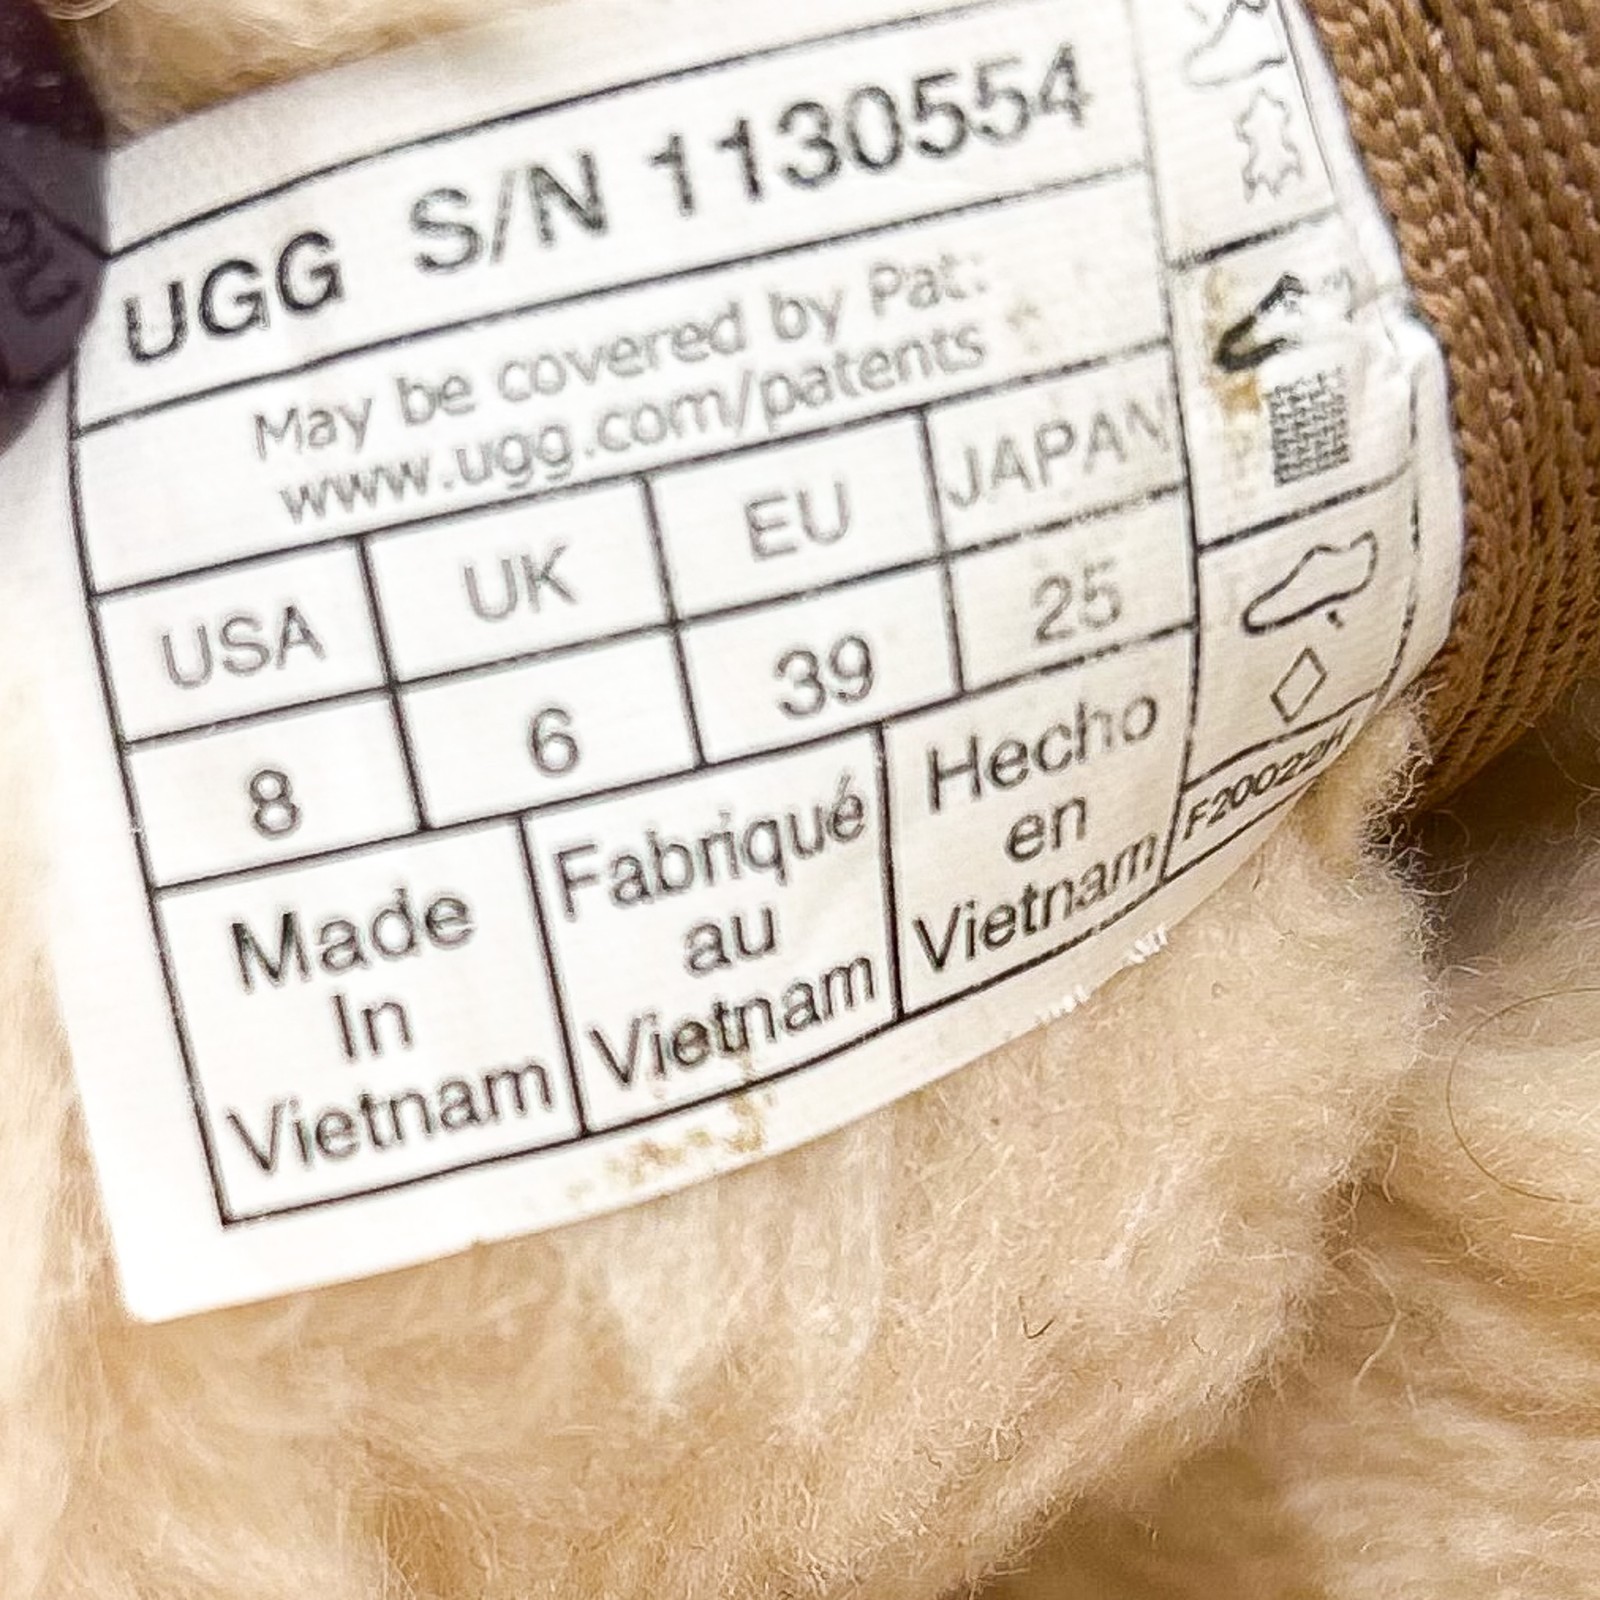 UGG S/N 1130554
May be covered by Pat:
www.ugg.com/patents
USA UK EU JAPAN
8 6 39 25
Made
In
Vietnam
Fabriqué
au
Vietnam
Hecho
en
Vietnam
F20022H